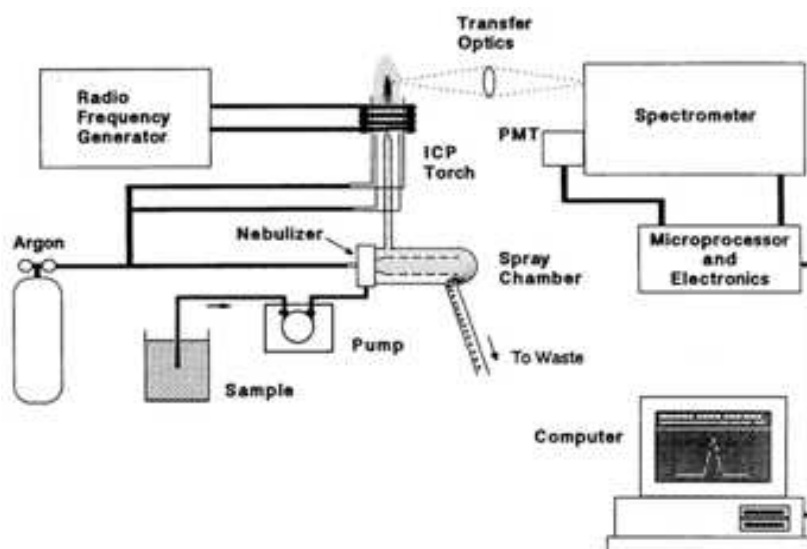 Transfer
Optics
Radio
Frequency
Generator
Spectrometer
PMT
ICP
Torch
Argon
Nebulizer
Microprocessor
and
Electronics
Spray
Chamber
Pump
To Waste
Sample
Computer